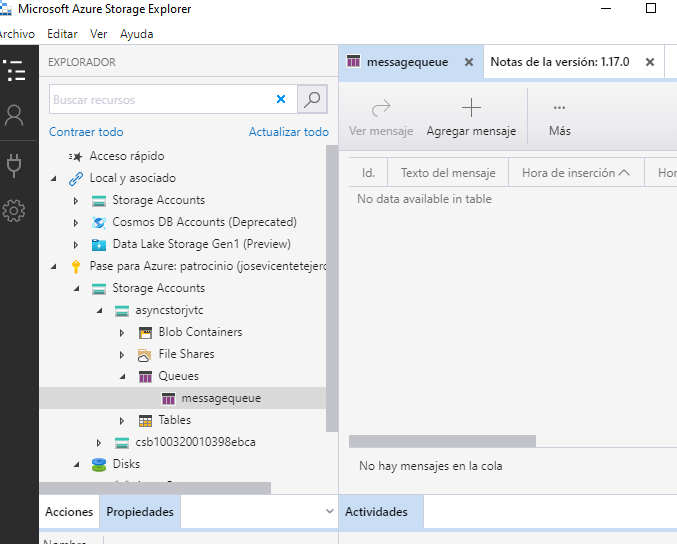 Microsoft Azure Storage Explorer
Archivo Editar Ver Ayuda
EXPLORADOR
Buscar recursos
Contraer todo Actualizar todo
Acceso rápido
Local y asociado
Storage Accounts
Cosmos DB Accounts (Deprecated)
Data Lake Storage Gen1 (Preview)
Pase para Azure: patrocinio (josevicentetejero
Storage Accounts
asyncstorjvtc
Blob Containers
File Shares
Queues
messagequeue
Tables
csb100320010398ebca
Disks
Acciones Propiedades
Nombre
messagequeue
Notas de la versión: 1.17.0
Ver mensaje Agregar mensaje Más
Id. Texto del mensaje Hora de inserción Hor
No data available in table
No hay mensajes en la cola
Actividades